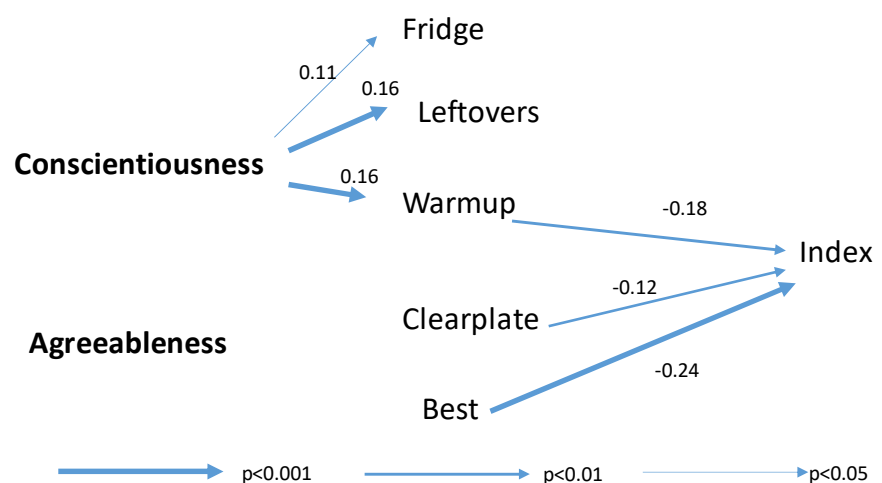 Fridge
0.11
0.16
Leftovers
Conscientiousness
0.16
Warmup
-0.18
Index
-0.12
Clearplate
Agreeableness
-0.24
Best
p<0.001
p<0.01
p<0.05